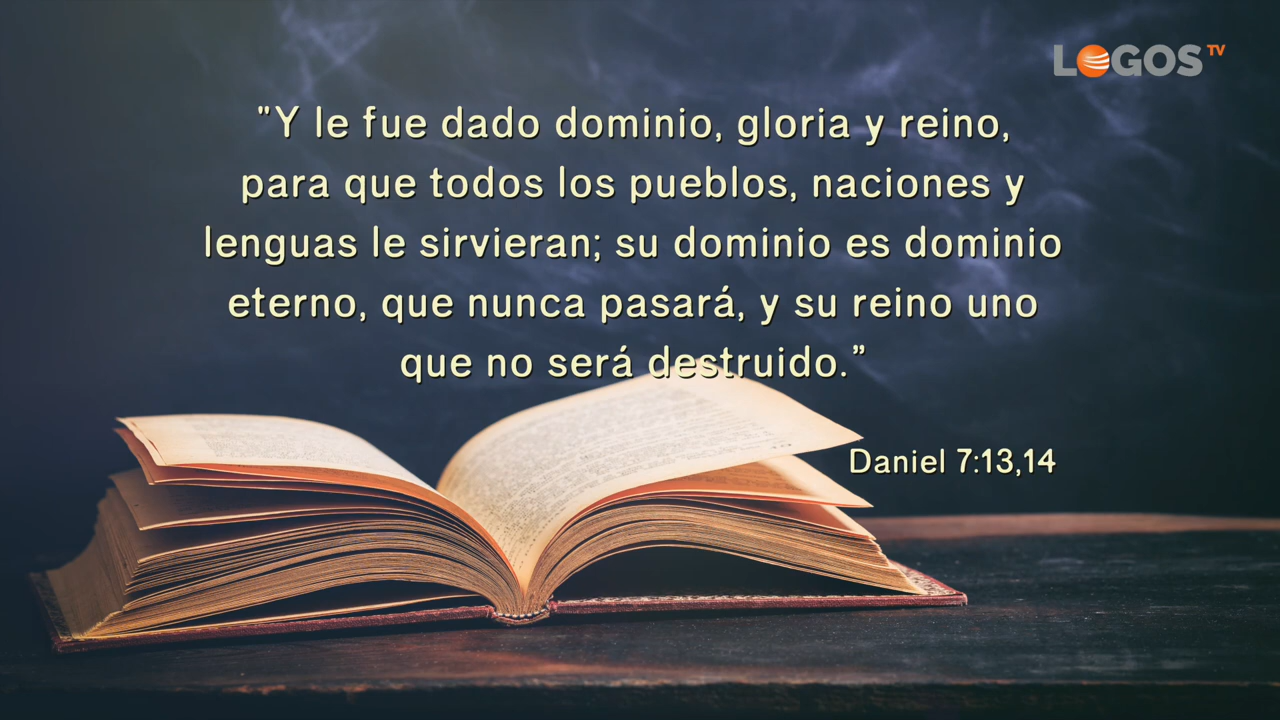 LOGOS TV
"Y le fue dado dominio, gloria y reino,
para que todos los pueblos, naciones y
lenguas le sirvieran; su dominio es dominio
eterno, que nunca pasará, y su reino uno
que no será destruido.”
Daniel 7:13,14